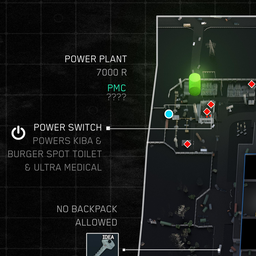 POWER PLANT
7000 R
PMC
????
POWER SWITCH
POWERS KIBA &
BURGER SPOT TOILET
& ULTRA MEDICAL
NO BACKPACK
ALLOWED
IDEA